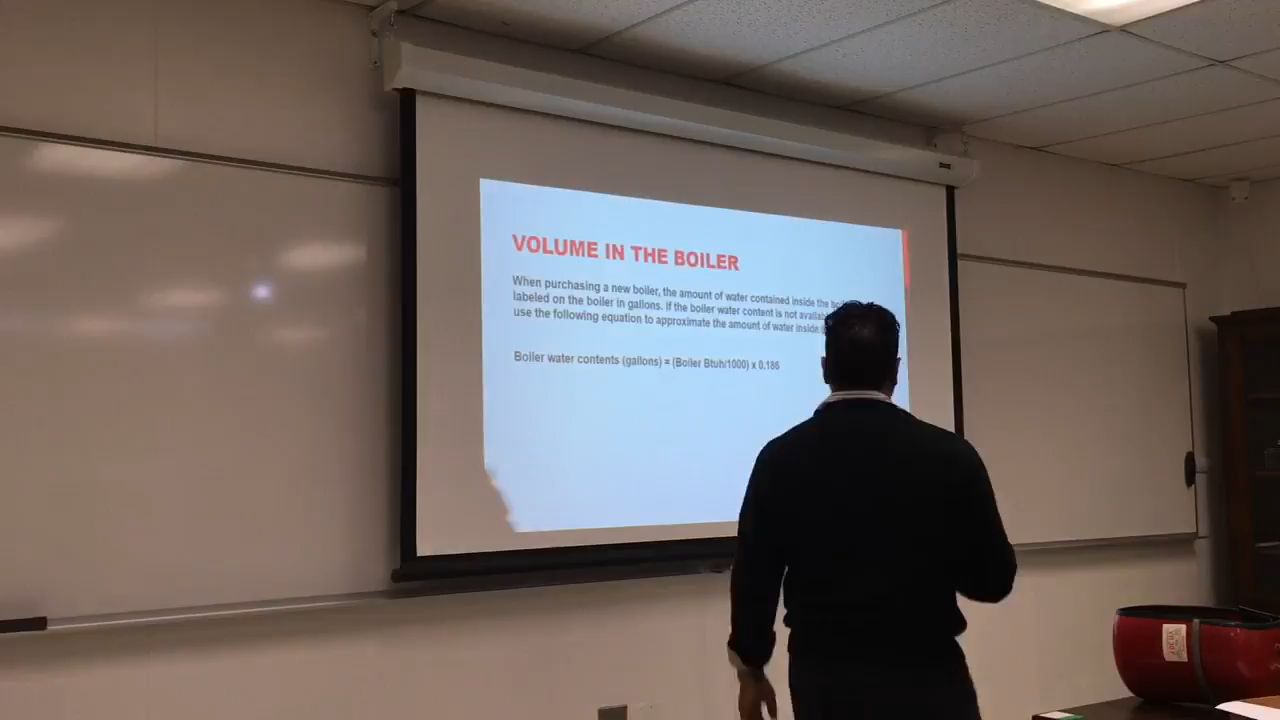 VOLUME IN THE BOILER
When purchasing a new boiler, the amount of water contained inside the
labeled on the boiler in gallons. If the boiler water content is not
use the following equation to approximate the amount of water inside
Boiler water contents (gallons) = (Boiler Btuh/1000) x 0.186